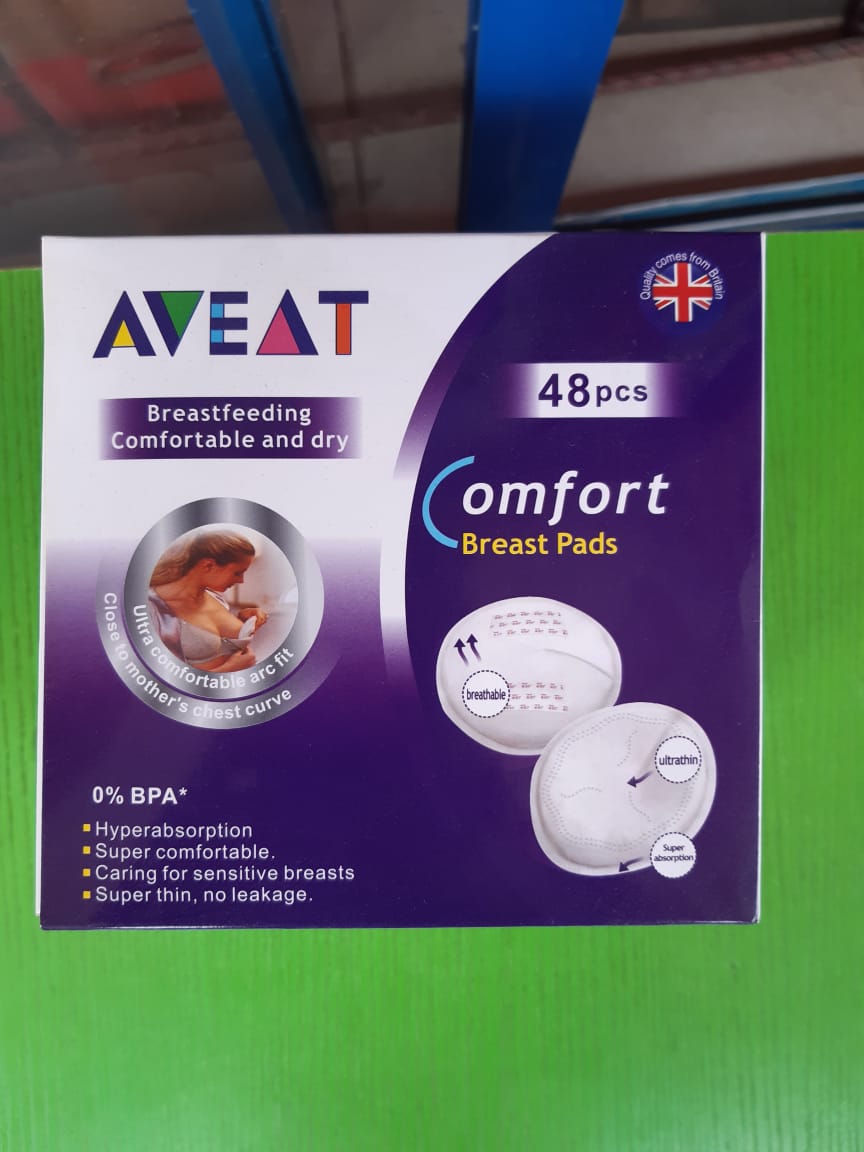 AVEAT
Quality comes from Britain
Breastfeeding
Comfortable and dry
48pcs
Comfort
Breast Pads
Ultra comfortable arc fit
Close to mother's chest curve
breathable
ultrathin
Super
absorption
0% BPA*
Hyperabsorption
Super comfortable.
Caring for sensitive breasts
Super thin, no leakage.